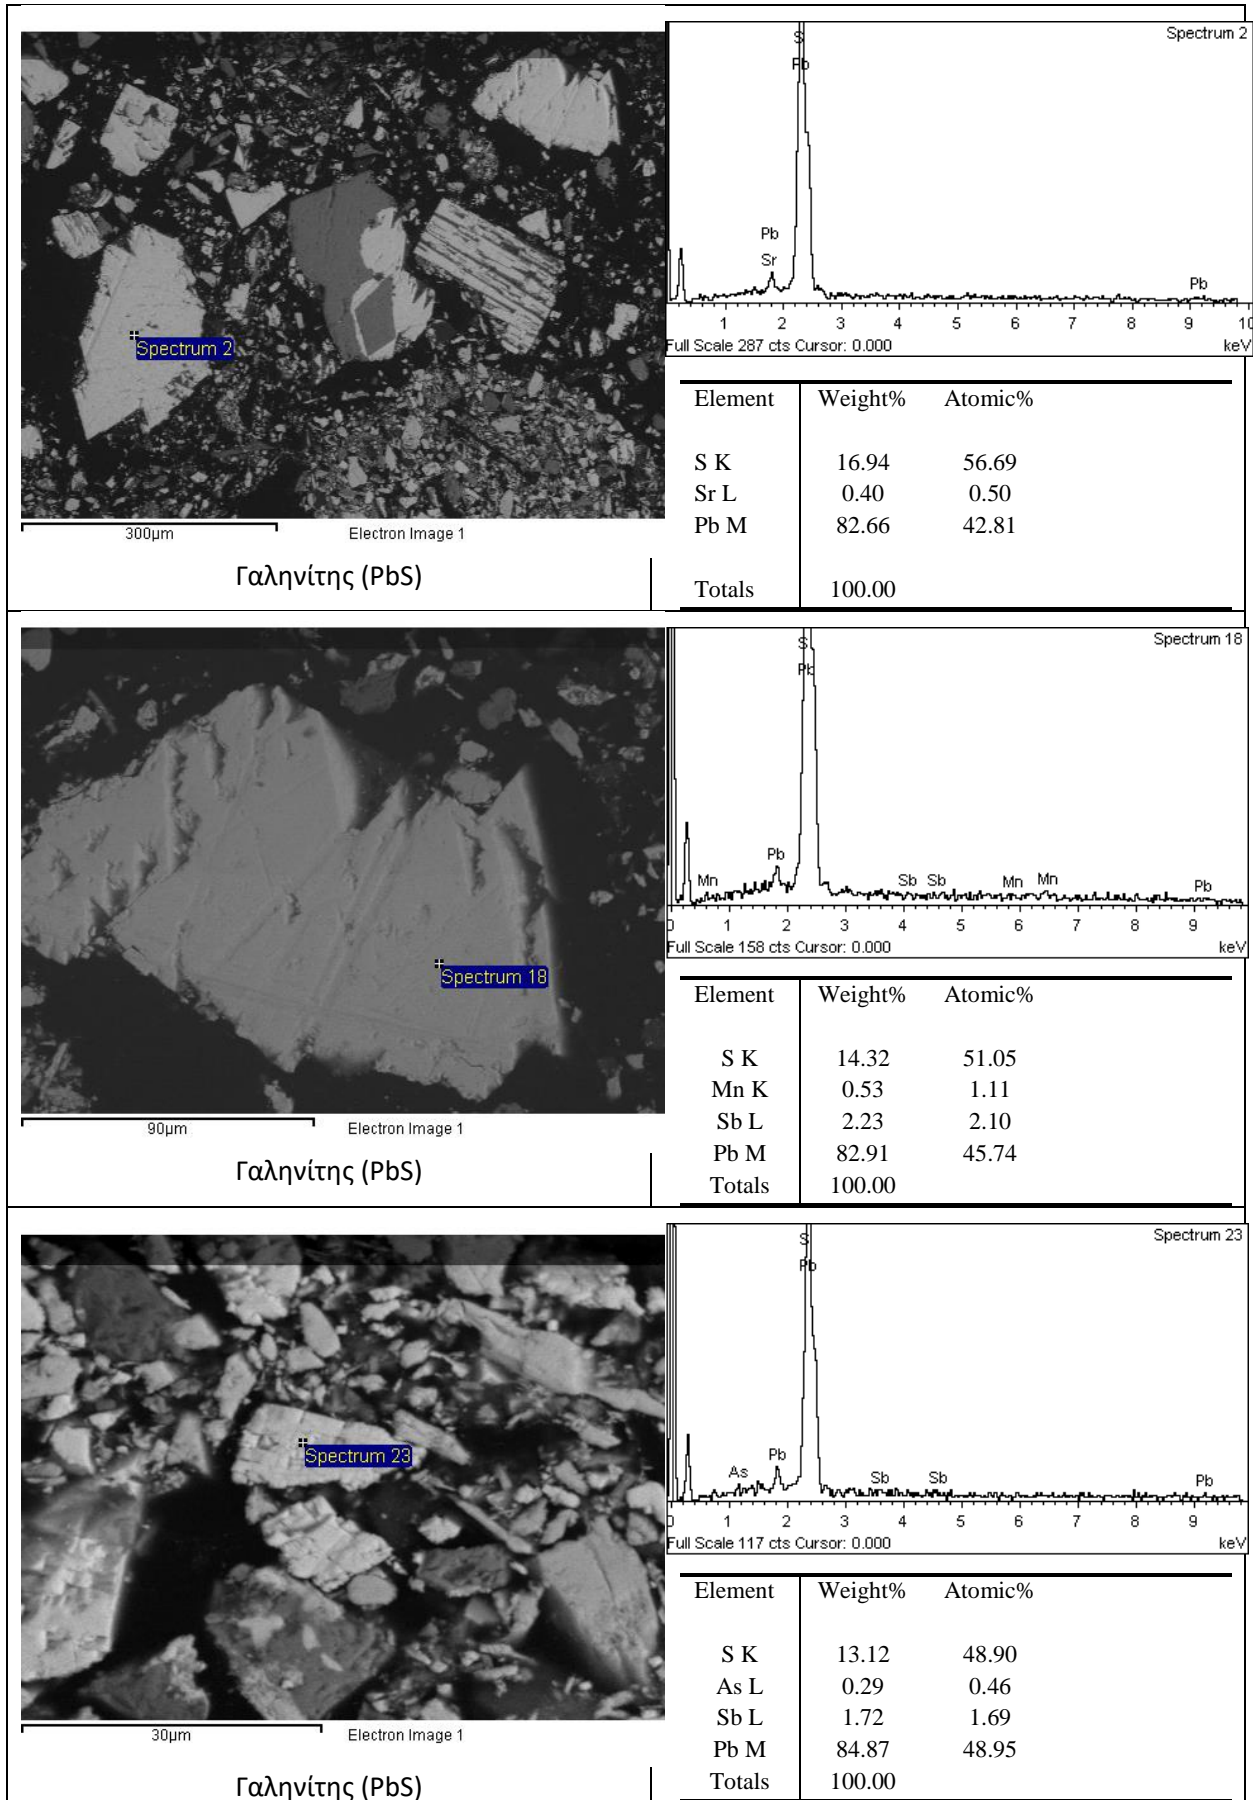 Spectrum 2
300µm
Electron Image 1
Γαληνίτης (PbS)
Spectrum 2
S
Pb
Pb
Sr
Pb
1 2 3 4 5 6 7 8 9 10
Full Scale 287 cts Cursor: 0.000 keV
Element Weight% Atomic%
S K 16.94 56.69
Sr L 0.40 0.50
Pb M 82.66 42.81
Totals 100.00
Spectrum 18
90µm
Electron Image 1
Γαληνίτης (PbS)
Spectrum 18
S
Pb
Pb
Mn Sb Sb Mn Mn Pb
0 1 2 3 4 5 6 7 8 9
Full Scale 158 cts Cursor: 0.000 keV
Element Weight% Atomic%
S K 14.32 51.05
Mn K 0.53 1.11
Sb L 2.23 2.10
Pb M 82.91 45.74
Totals 100.00
Spectrum 23
30µm
Electron Image 1
Γαληνίτης (PbS)
Spectrum 23
S
Pb
Pb
As Sb Sb Pb
0 1 2 3 4 5 6 7 8 9
Full Scale 117 cts Cursor: 0.000 keV
Element Weight% Atomic%
S K 13.12 48.90
As L 0.29 0.46
Sb L 1.72 1.69
Pb M 84.87 48.95
Totals 100.00